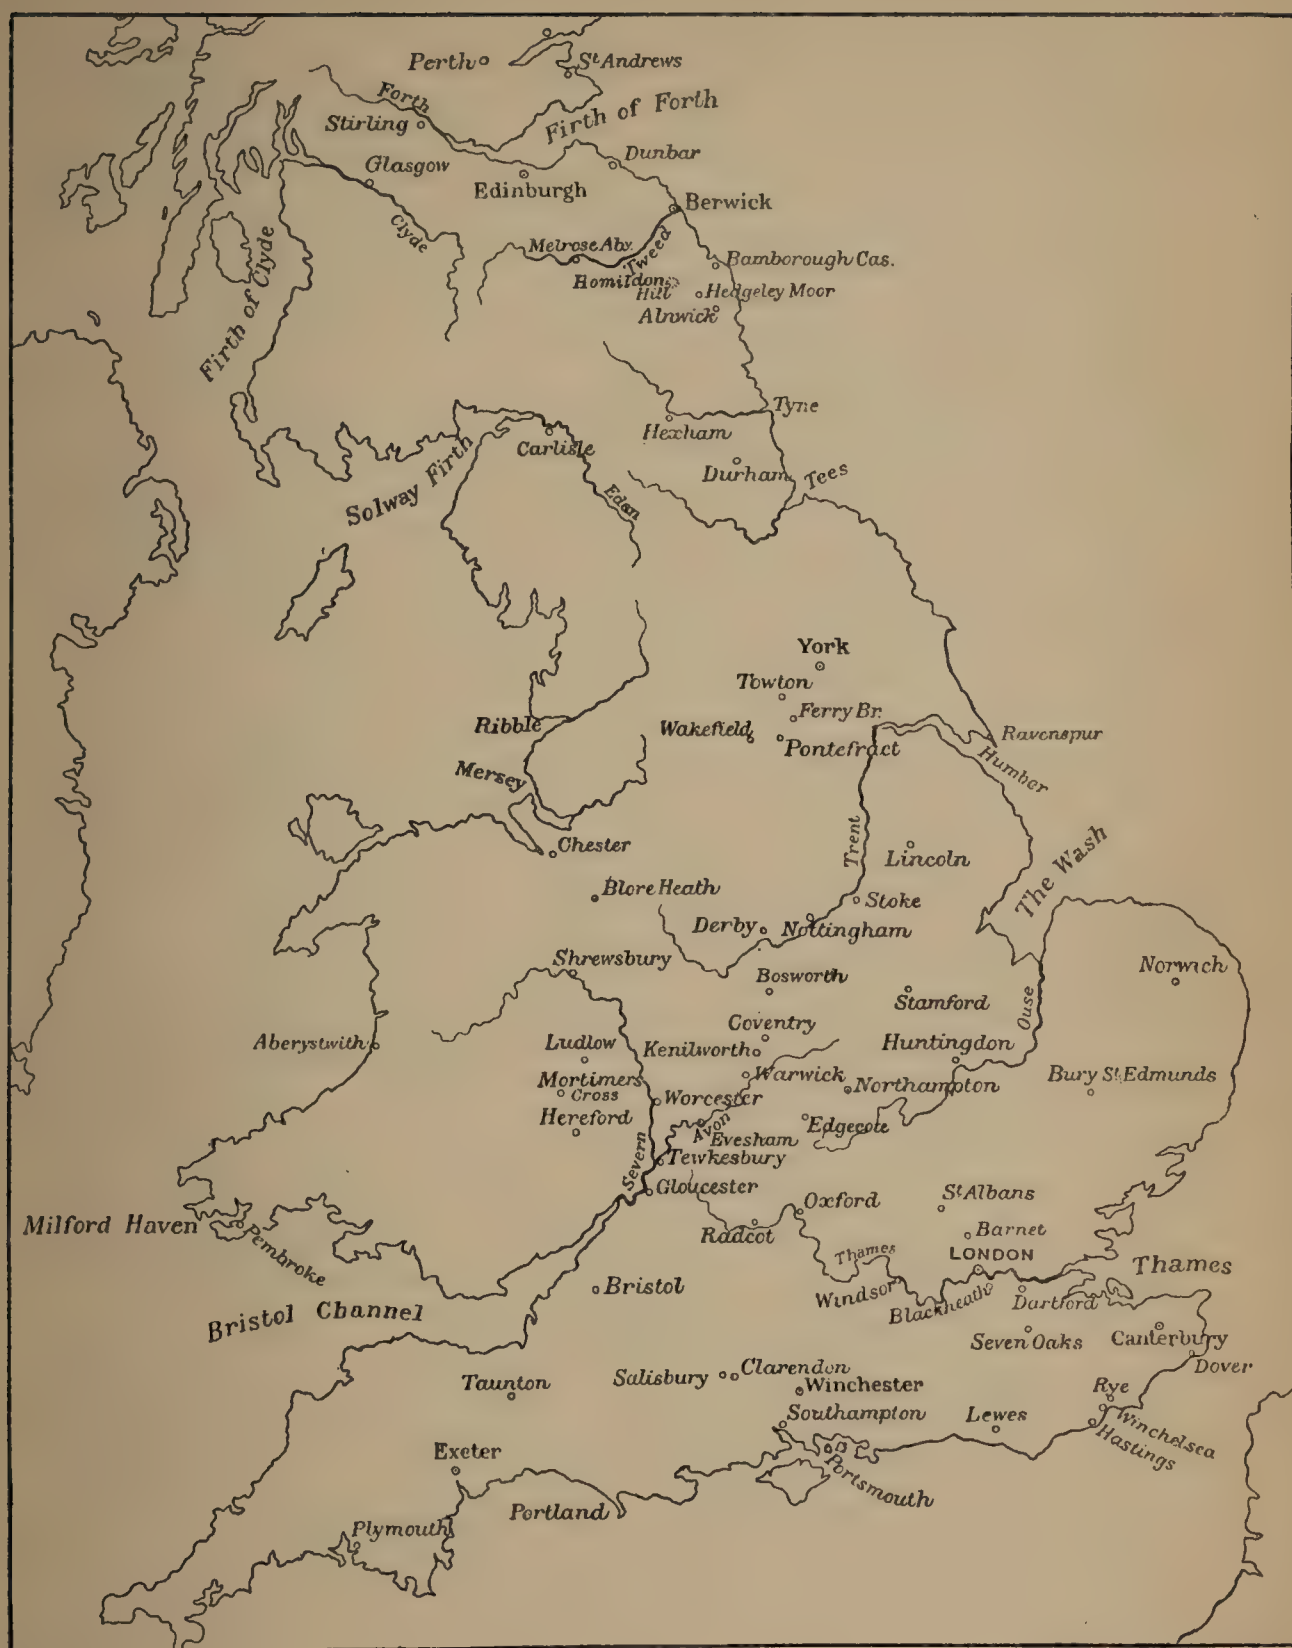 Perth
St Andrews
Forth
Firth of Forth
Stirling
Dunbar
Glasgow
Edinburgh
Berwick
Clyde
Firth of Clyde
Melrose Aby.
Tweed
Bamborough Cas.
Homildon
Hill
Hedgeley Moor
Alnwick
Tyne
Hexham
Carlisle
Solway Firth
Durham
Tees
Eden
York
Towton
Ferry Br.
Ribble
Wakefield
Pontefract
Ravenspur
Humber
Mersey
Trent
Chester
Lincoln
The Wash
Blore Heath
Stoke
Derby
Nottingham
Shrewsbury
Norwich
Bosworth
Stamford
Ouse
Coventry
Aberystwith
Ludlow
Kenilworth
Huntingdon
Mortimers
Cross
Warwick
Northampton
Bury St. Edmunds
Worcester
Hereford
Avon
Edgecote
Evesham
Severn
Tewkesbury
Gloucester
Oxford
St Albans
Milford Haven
Pembroke
Radcot
Barnet
Thames
LONDON
Thames
Bristol
Windsor
Blackheath
Dartford
Bristol Channel
Seven Oaks
Canterbury
Dover
Taunton
Salisbury
Clarendon
Winchester
Rye
Southampton
Lewes
Winchelsea
Hastings
Exeter
Portsmouth
Portland
Plymouth